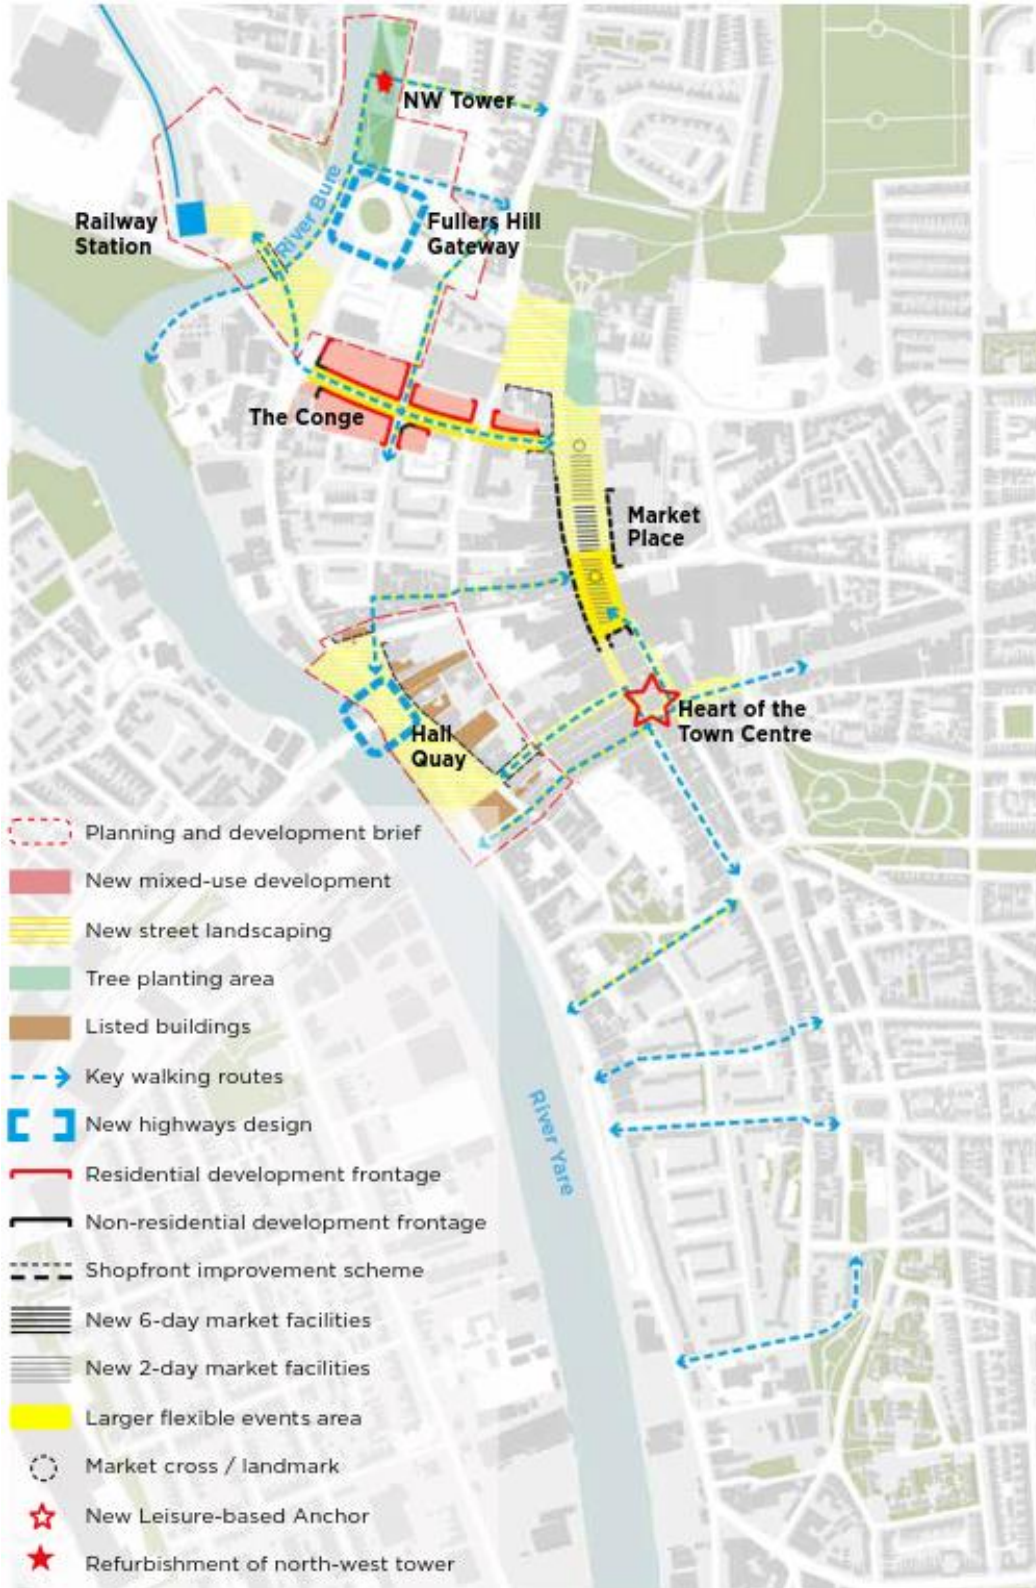 NW Tower
River Bure
Railway
Station
Fullers Hill
Gateway
The Conge
Market
Place
Heart of the
Town Centre
Hall
Quay
Planning and development brief
New mixed-use development
New street landscaping
Tree planting area
Listed buildings
Key walking routes
New highways design
Residential development frontage
Non-residential development frontage
Shopfront improvement scheme
New 6-day market facilities
New 2-day market facilities
Larger flexible events area
Market cross / landmark
New Leisure-based Anchor
Refurbishment of north-west tower
River Yare